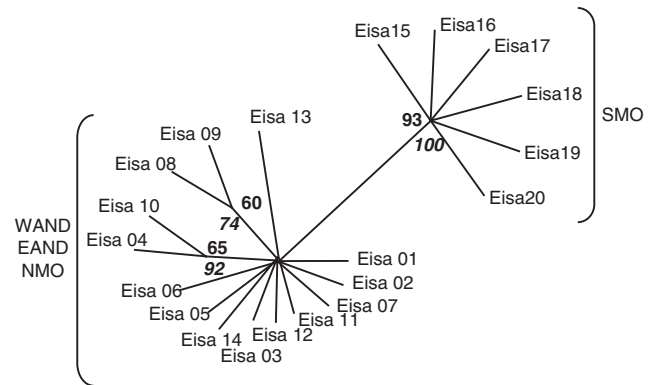 Eisa15
Eisa16
Eisa17
Eisa18
Eisa19
Eisa20
93
100
SMO
Eisa 13
Eisa 09
Eisa 08
60
74
Eisa 10
Eisa 04
65
92
WAND
EAND
NMO
Eisa 06
Eisa 05
Eisa 14
Eisa 03
Eisa 12
Eisa 11
Eisa 07
Eisa 02
Eisa 01